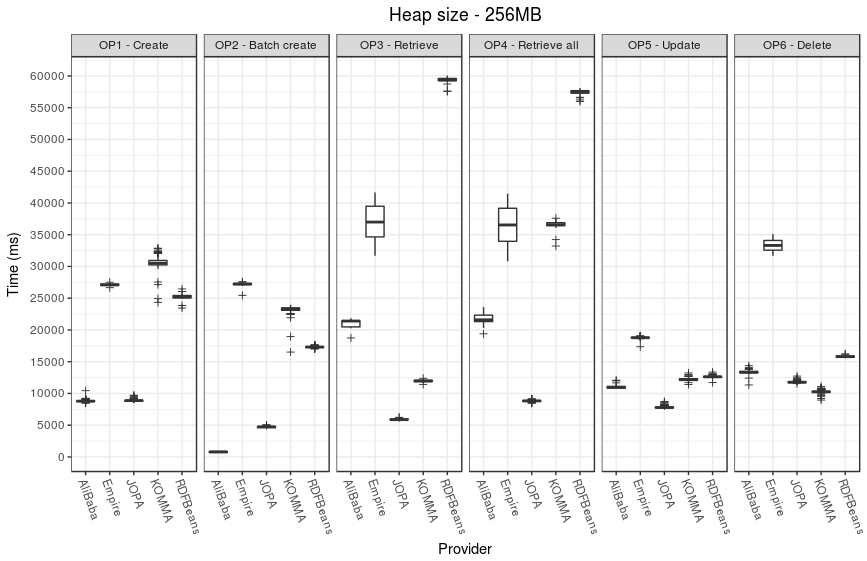 Heap size - 256MB
OP1 - Create
OP2 - Batch create
OP3 - Retrieve
OP4 - Retrieve all
OP5 - Update
OP6 - Delete
Time (ms)
60000
55000
50000
45000
40000
35000
30000
25000
20000
15000
10000
5000
0
AliBaba
Empire
JOPA
KOMMA
RDFBeans
AliBaba
Empire
JOPA
KOMMA
RDFBeans
AliBaba
Empire
JOPA
KOMMA
RDFBeans
AliBaba
Empire
JOPA
KOMMA
RDFBeans
AliBaba
Empire
JOPA
KOMMA
RDFBeans
AliBaba
Empire
JOPA
KOMMA
RDFBeans
Provider